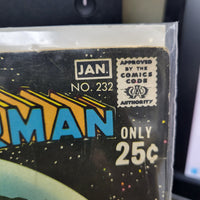 JAN.
NO. 232
APPROVED
BY THE
COMICS
CODE
AUTHORITY
RMAN
ONLY
25¢